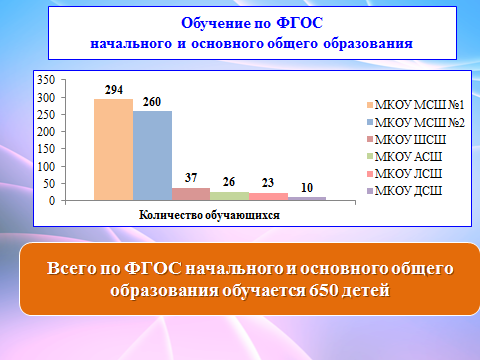 Обучение по ФГОС
начального и основного общего образования
350
300
250
200
150
100
50
0
294
260
37
26
23
10
Количество обучающихся
МКОУ МСШ №1
МКОУ МСШ №2
МКОУ ШСШ
МКОУ АСШ
МКОУ ЛСШ
МКОУ ДСШ
Всего по ФГОС начального и основного общего
образования обучается 650 детей